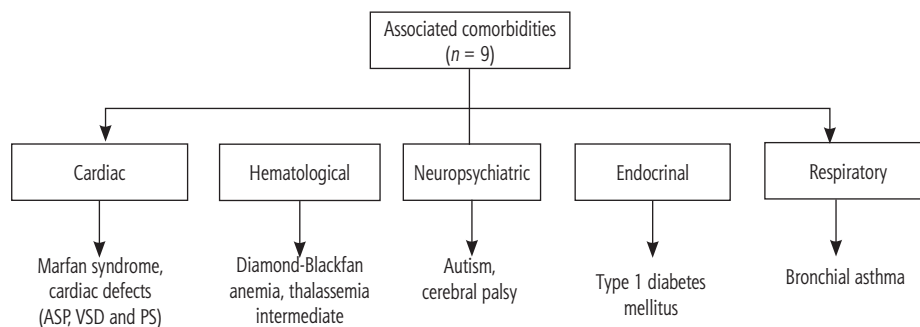 Associated comorbidities
(n = 9)
Cardiac
Hematological
Neuropsychiatric
Endocrinal
Respiratory
Marfan syndrome,
cardiac defects
(ASP, VSD and PS)
Diamond-Blackfan
anemia, thalassemia
intermediate
Autism,
cerebral palsy
Type 1 diabetes
mellitus
Bronchial asthma